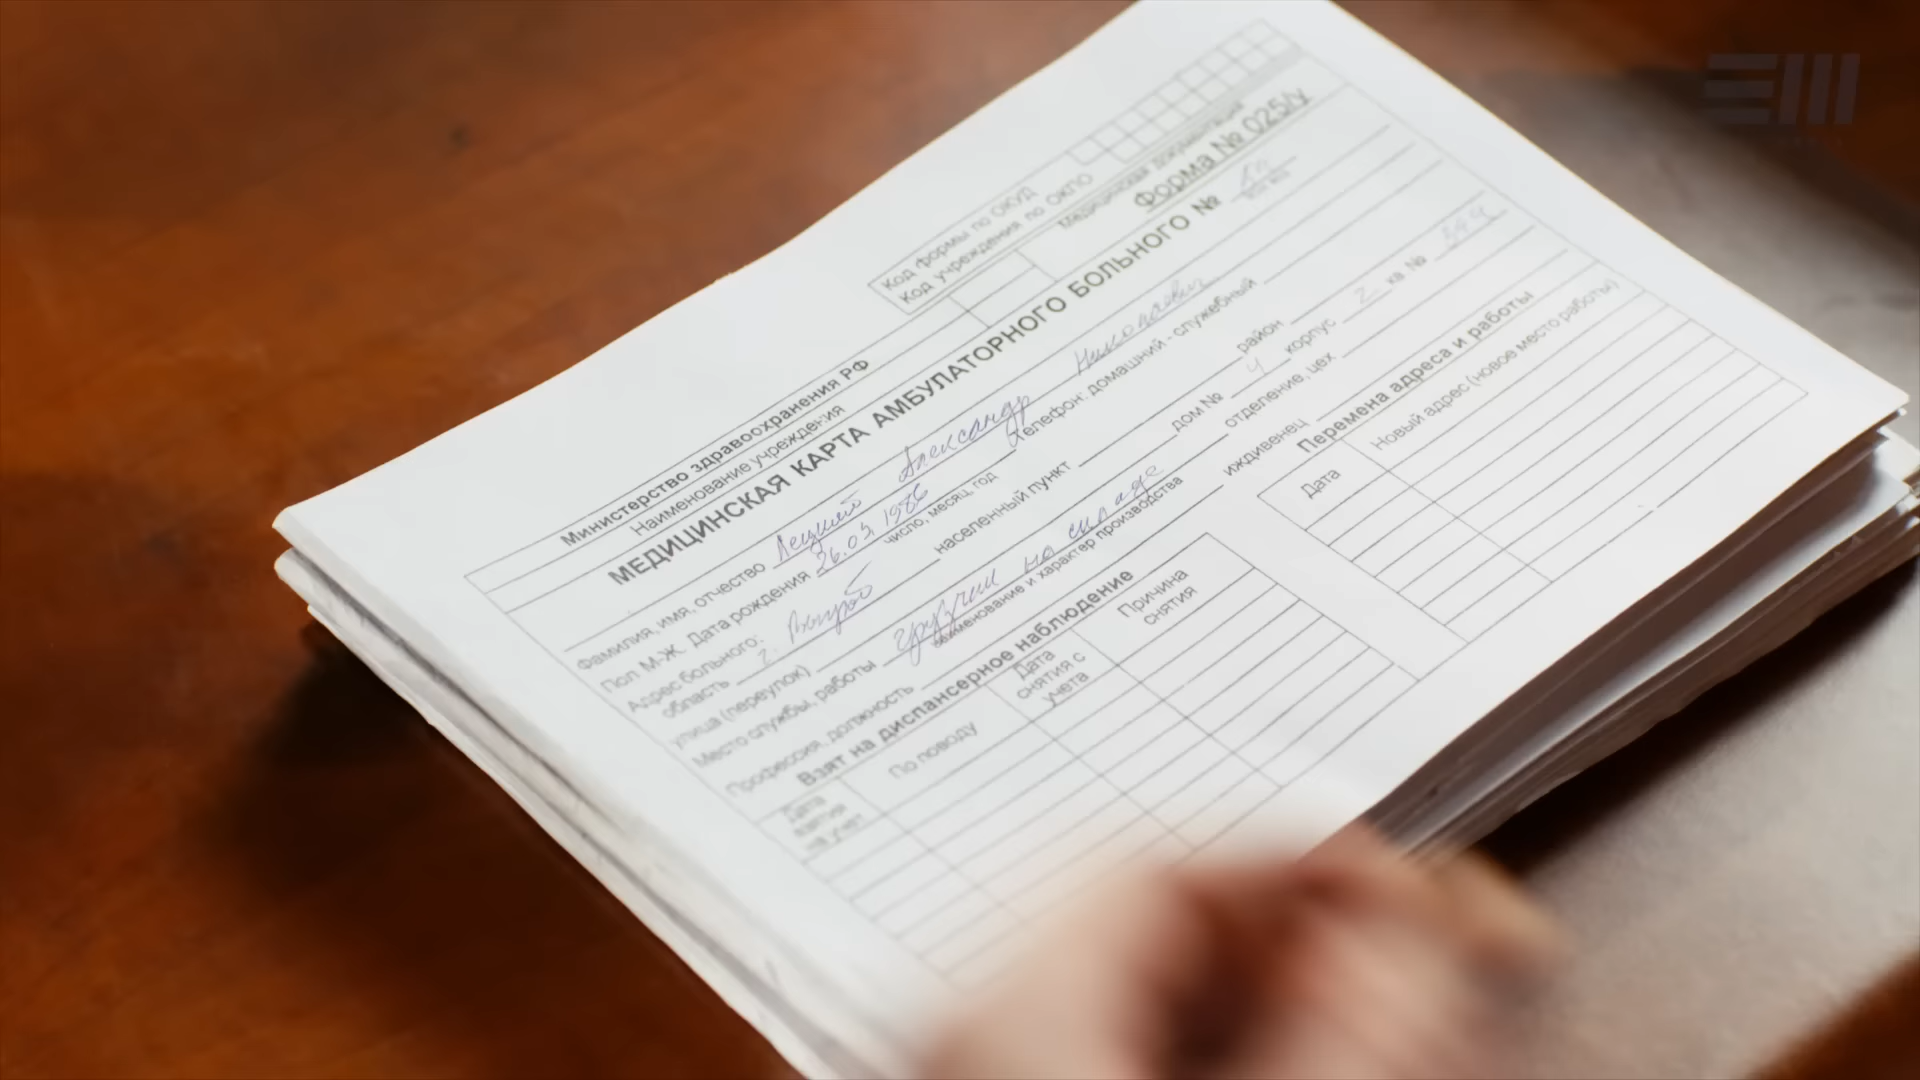 Код формы по ОКУД
Код учреждения по ОКПО
Медицинская документация
Форма № 025/у
Министерство здравоохранения РФ
Наименование учреждения
МЕДИЦИНСКАЯ КАРТА АМБУЛАТОРНОГО БОЛЬНОГО №
Фамилия, имя, отчество Александр Николаевич
Пол М-Ж. Дата рождения 26.03.1986 Телефон: домашний - служебный
число, месяц, год
Адрес больного:
область г. населенный пункт район
улица (переулок) дом № 4 корпус 2 кв №
Место службы, работы грузчик на складе отделение, цех
наименование и характер производства
Профессия, должность иждивенец
Взят на диспансерное наблюдение
Дата взятия на учет
По поводу
Дата снятия с учета
Причина снятия
Перемена адреса и работы
Дата
Новый адрес (новое место работы)